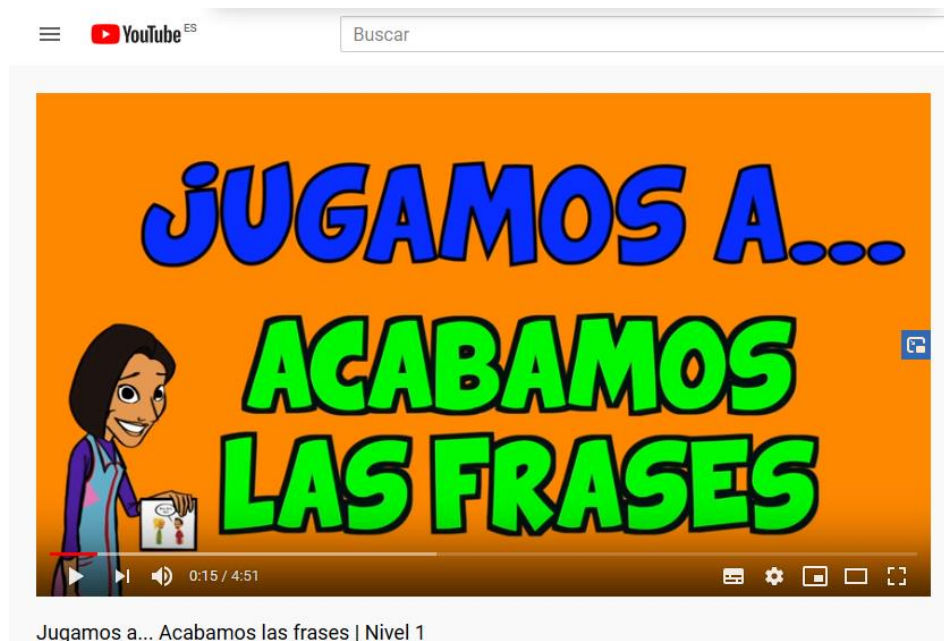 YouTube ES
Buscar
JUGAMOS A...
ACABAMOS
LAS FRASES
0:15 / 4:51
Jugamos a... Acabamos las frases | Nivel 1